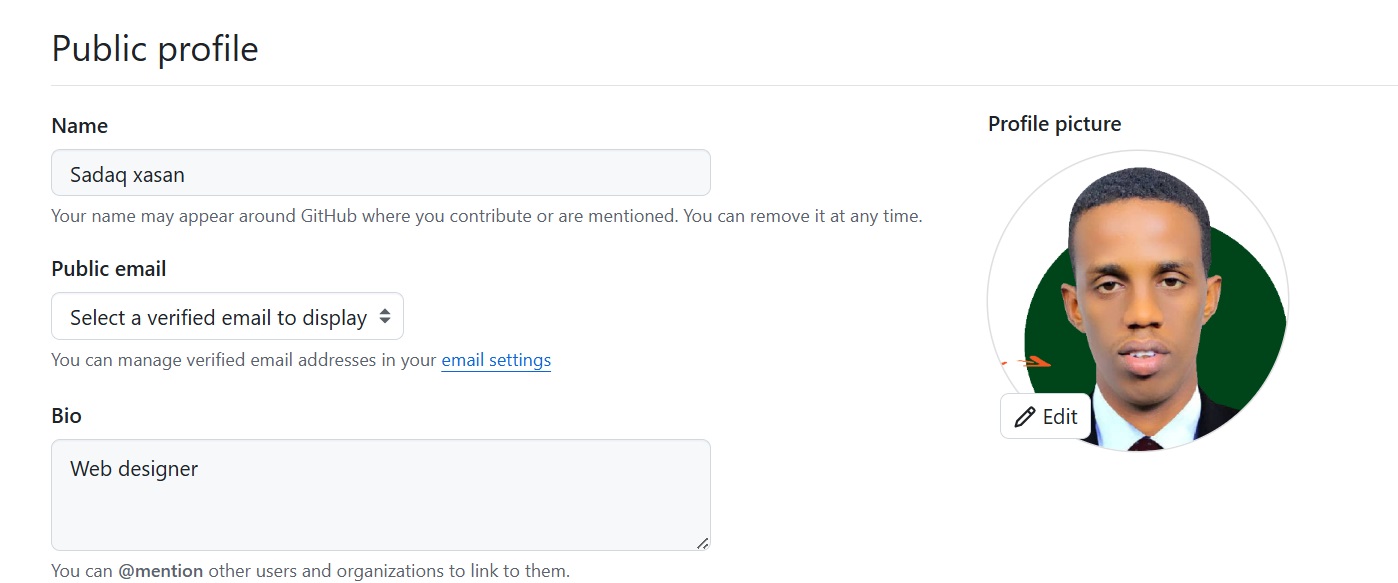 Public profile
Name
Profile picture
Sadaq xasan
Your name may appear around GitHub where you contribute or are mentioned. You can remove it at any time.
Public email
Select a verified email to display
You can manage verified email addresses in your email settings
Edit
Bio
Web designer
You can @mention other users and organizations to link to them.